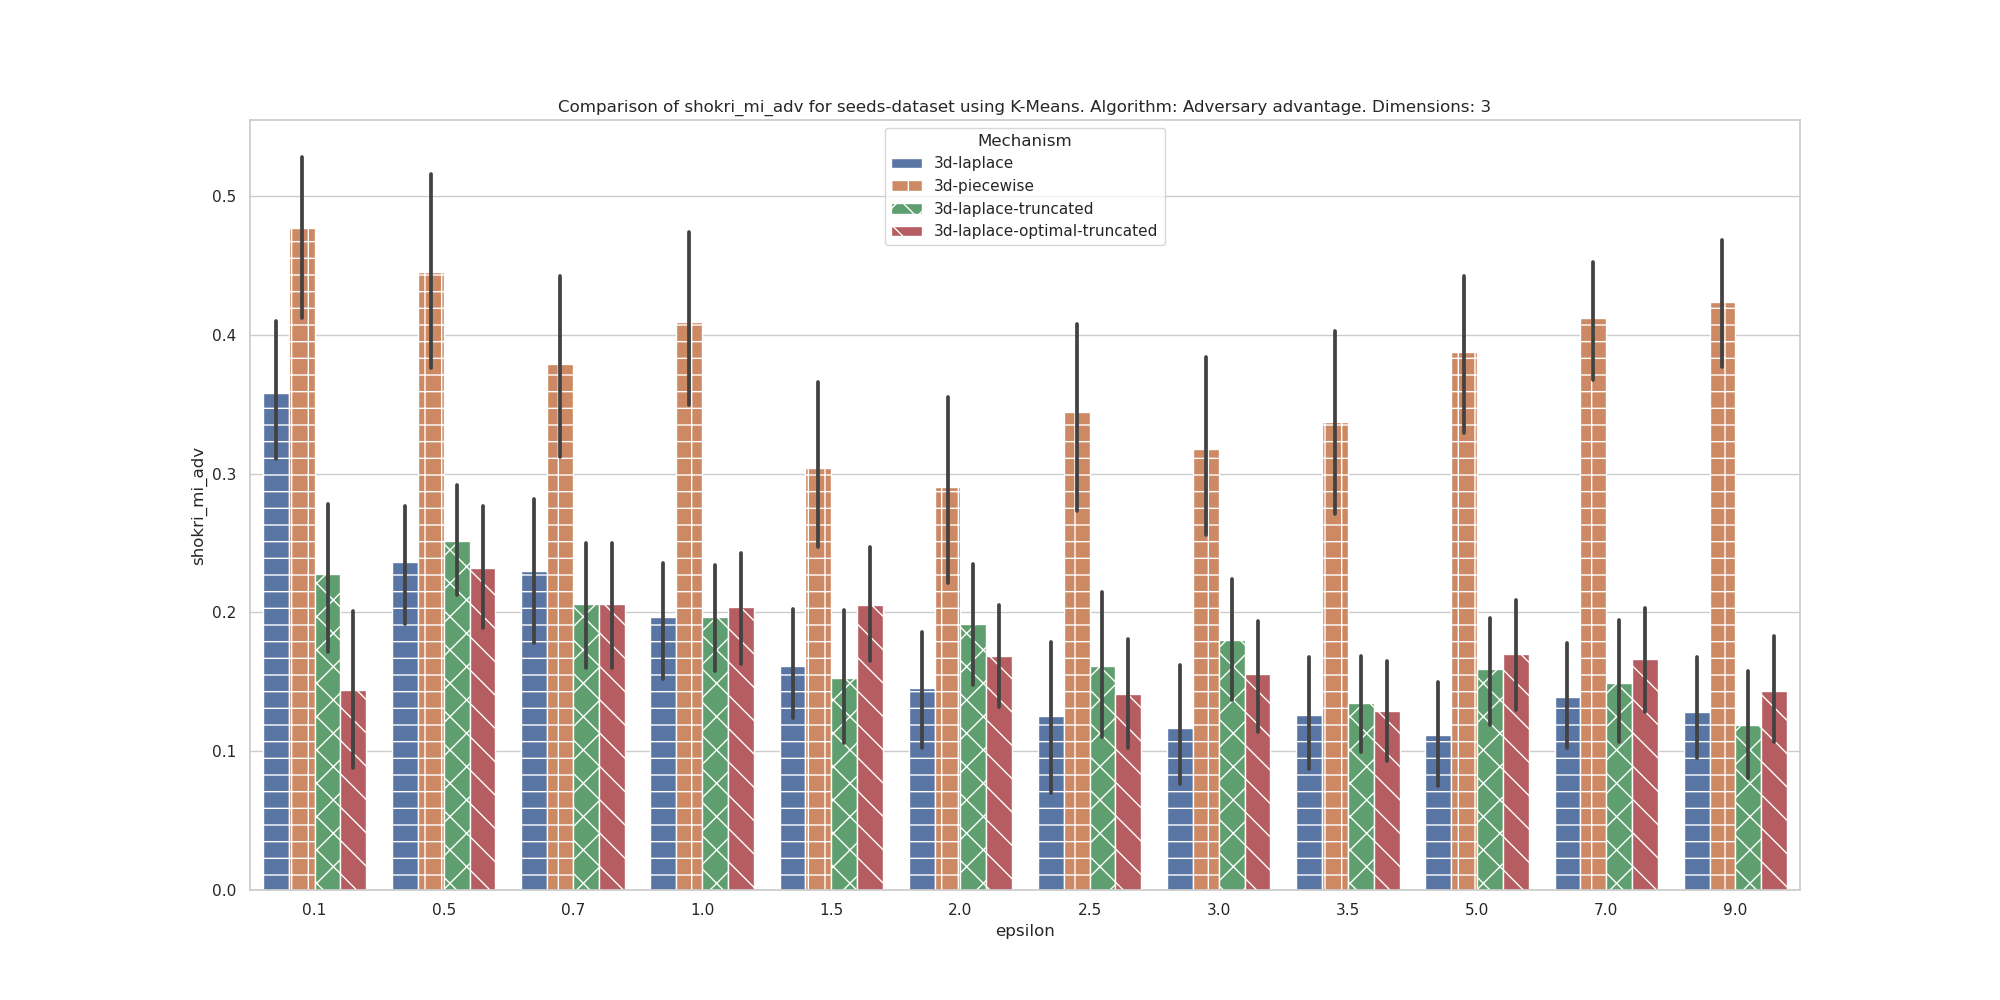 Comparison of shokri_mi_adv for seeds-dataset using K-Means. Algorithm: Adversary advantage. Dimensions: 3
Mechanism
3d-laplace
3d-piecewise
3d-laplace-truncated
3d-laplace-optimal-truncated
shokri_mi_adv
0.5
0.4
0.3
0.2
0.1
0.0
0.1 0.5 0.7 1.0 1.5 2.0 2.5 3.0 3.5 5.0 7.0 9.0
epsilon